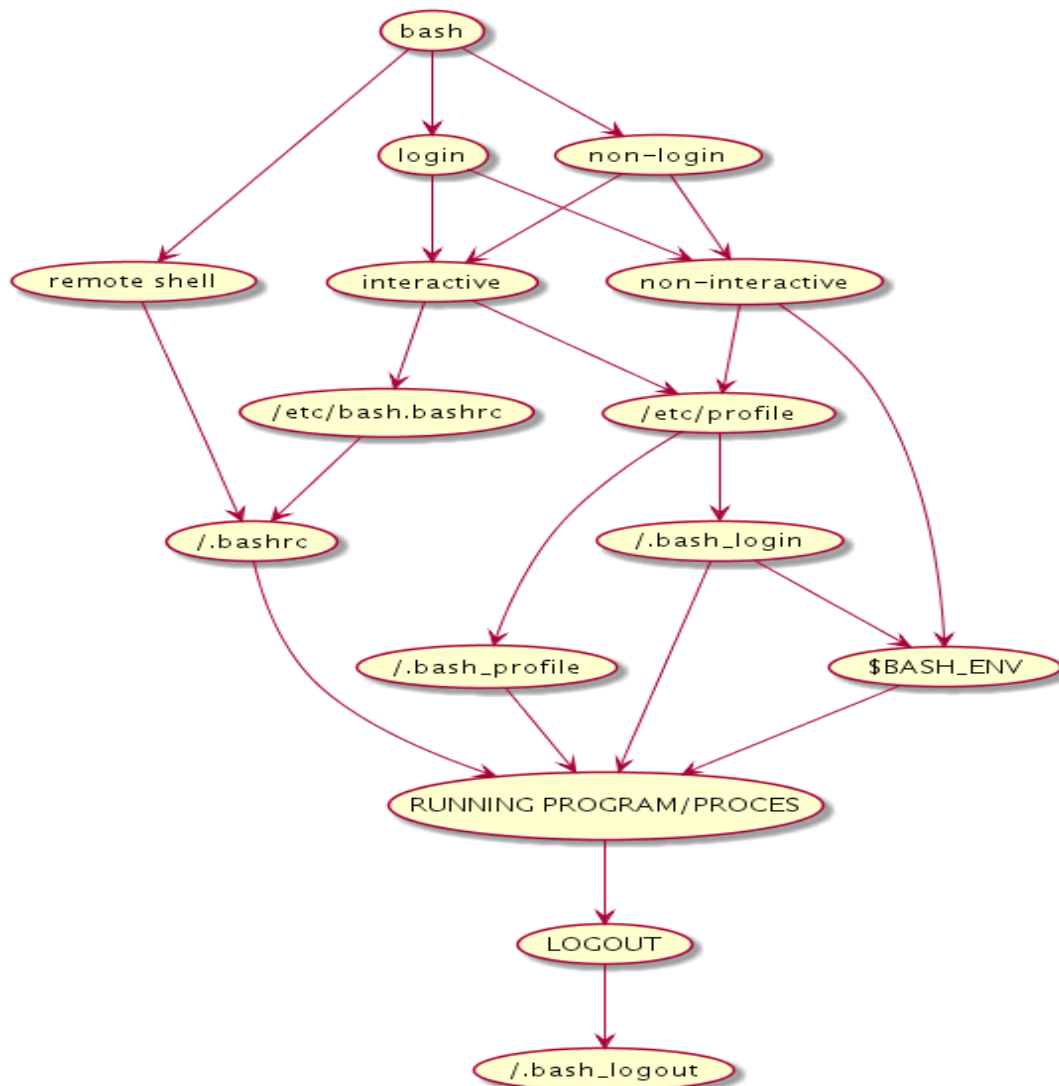 bash
login
non-login
remote shell
interactive
non-interactive
/etc/bash.bashrc
/etc/profile
/.bashrc
/.bash_login
/.bash_profile
$BASH_ENV
RUNNING PROGRAM/PROCES
LOGOUT
/.bash_logout